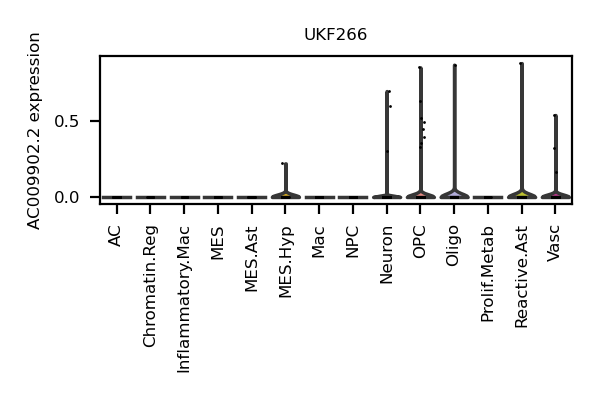 UKF266
AC009902.2 expression
0.5
0.0
AC
Chromatin.Reg
Inflammatory.Mac
MES
MES.Ast
MES.Hyp
Mac
NPC
Neuron
OPC
Oligo
Prolif.Metab
Reactive.Ast
Vasc